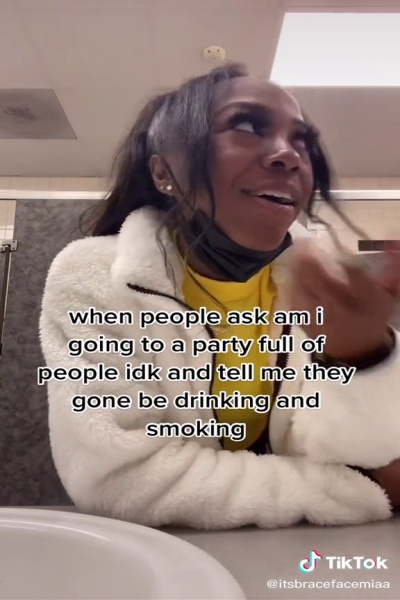 when people ask am i
going to a party full of
people idk and tell me they
gone be drinking and
smoking
TikTok
@itsbracefacemiaa